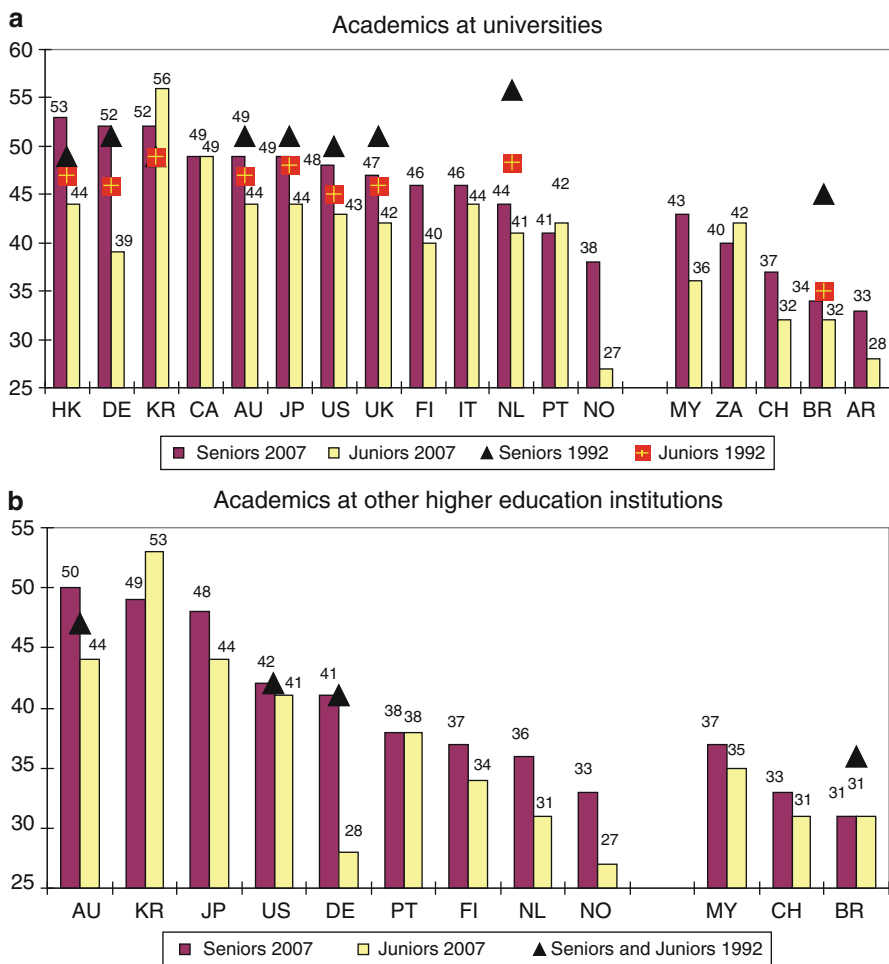 a
Academics at universities
60
55
50
45
40
35
30
25
53 44 52 39 52 56 49 49 49 44 49 44 48 43 47 42 46 40 46 44 44 41 41 42 38 27 43 36 40 42 37 32 34 32 33 28
HK DE KR CA AU JP US UK FI IT NL PT NO MY ZA CH BR AR
Seniors 2007 Juniors 2007 Seniors 1992 Juniors 1992
b
Academics at other higher education institutions
55
50
45
40
35
30
25
50 44 49 53 48 44 42 41 41 28 38 38 37 34 36 31 33 27 37 35 33 31 31 31
AU KR JP US DE PT FI NL NO MY CH BR
Seniors 2007 Juniors 2007 Seniors and Juniors 1992